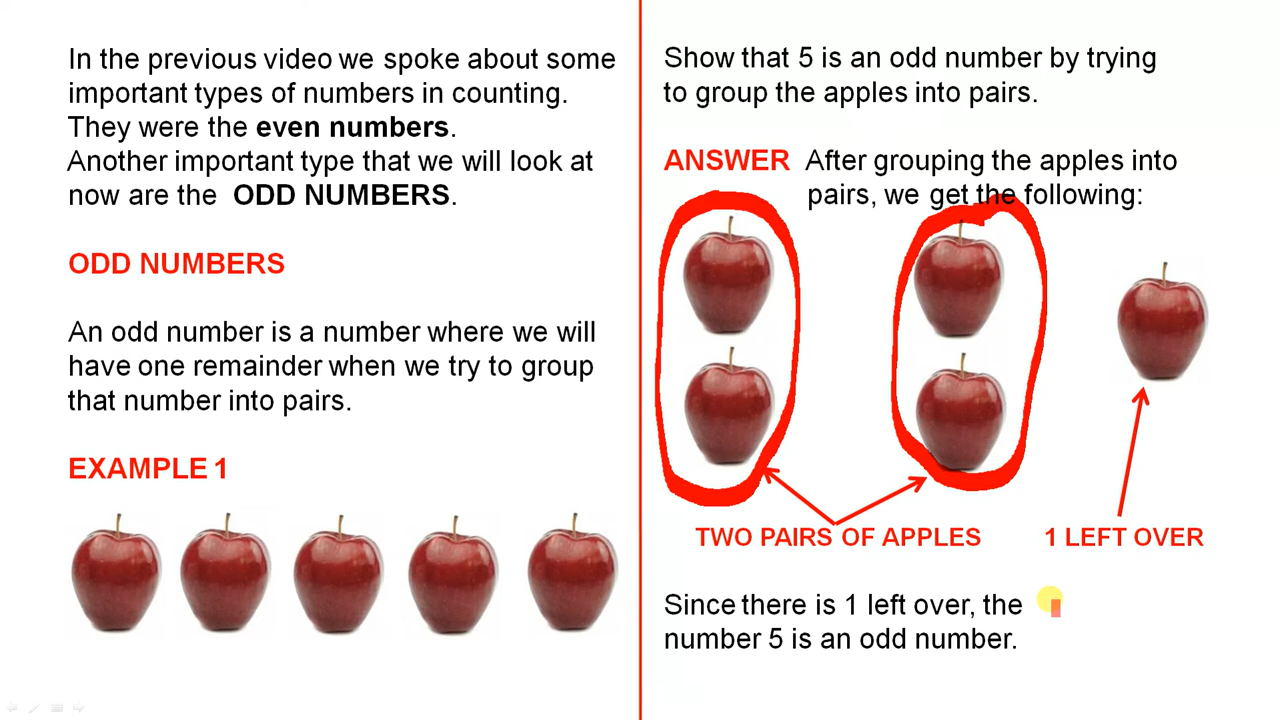 In the previous video we spoke about some
important types of numbers in counting.
They were the even numbers.
Another important type that we will look at
now are the ODD NUMBERS.
ODD NUMBERS
An odd number is a number where we will
have one remainder when we try to group
that number into pairs.
EXAMPLE 1
Show that 5 is an odd number by trying
to group the apples into pairs.
ANSWER After grouping the apples into
pairs, we get the following:
TWO PAIRS OF APPLES
1 LEFT OVER
Since there is 1 left over, the
number 5 is an odd number.